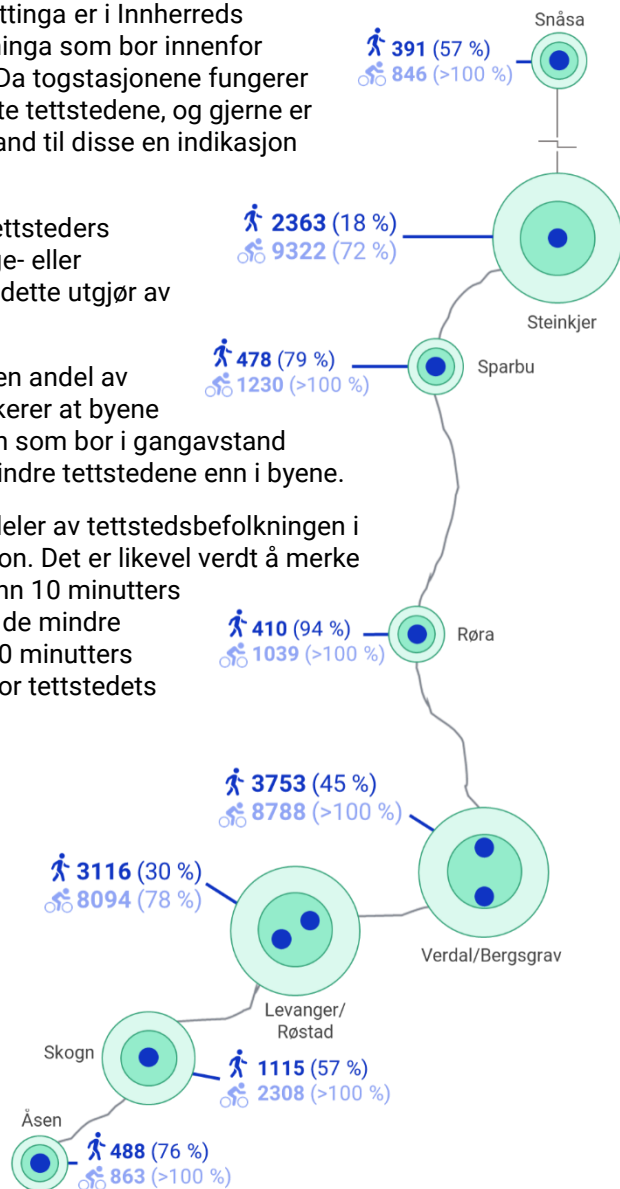 ttinga er i Innherreds
ninga som bor innenfor
Da togstasjonene fungerer
te tettstedene, og gjerne er
and til disse en indikasjon
ettsteders
ge- eller
dette utgjør av
en andel av
kerer at byene
n som bor i gangavstand
indre tettstedene enn i byene.
deler av tettstedsbefolkningen i
on. Det er likevel verdt å merke
nn 10 minutters
de mindre
0 minutters
or tettstedets
Snåsa
391 (57 %)
846 (>100 %)
2363 (18 %)
9322 (72 %)
Steinkjer
478 (79 %)
1230 (>100 %)
Sparbu
410 (94 %)
1039 (>100 %)
Røra
3753 (45 %)
8788 (>100 %)
Verdal/Bergsgrav
3116 (30 %)
8094 (78 %)
Levanger/
Røstad
Skogn
1115 (57 %)
2308 (>100 %)
Åsen
488 (76 %)
863 (>100 %)